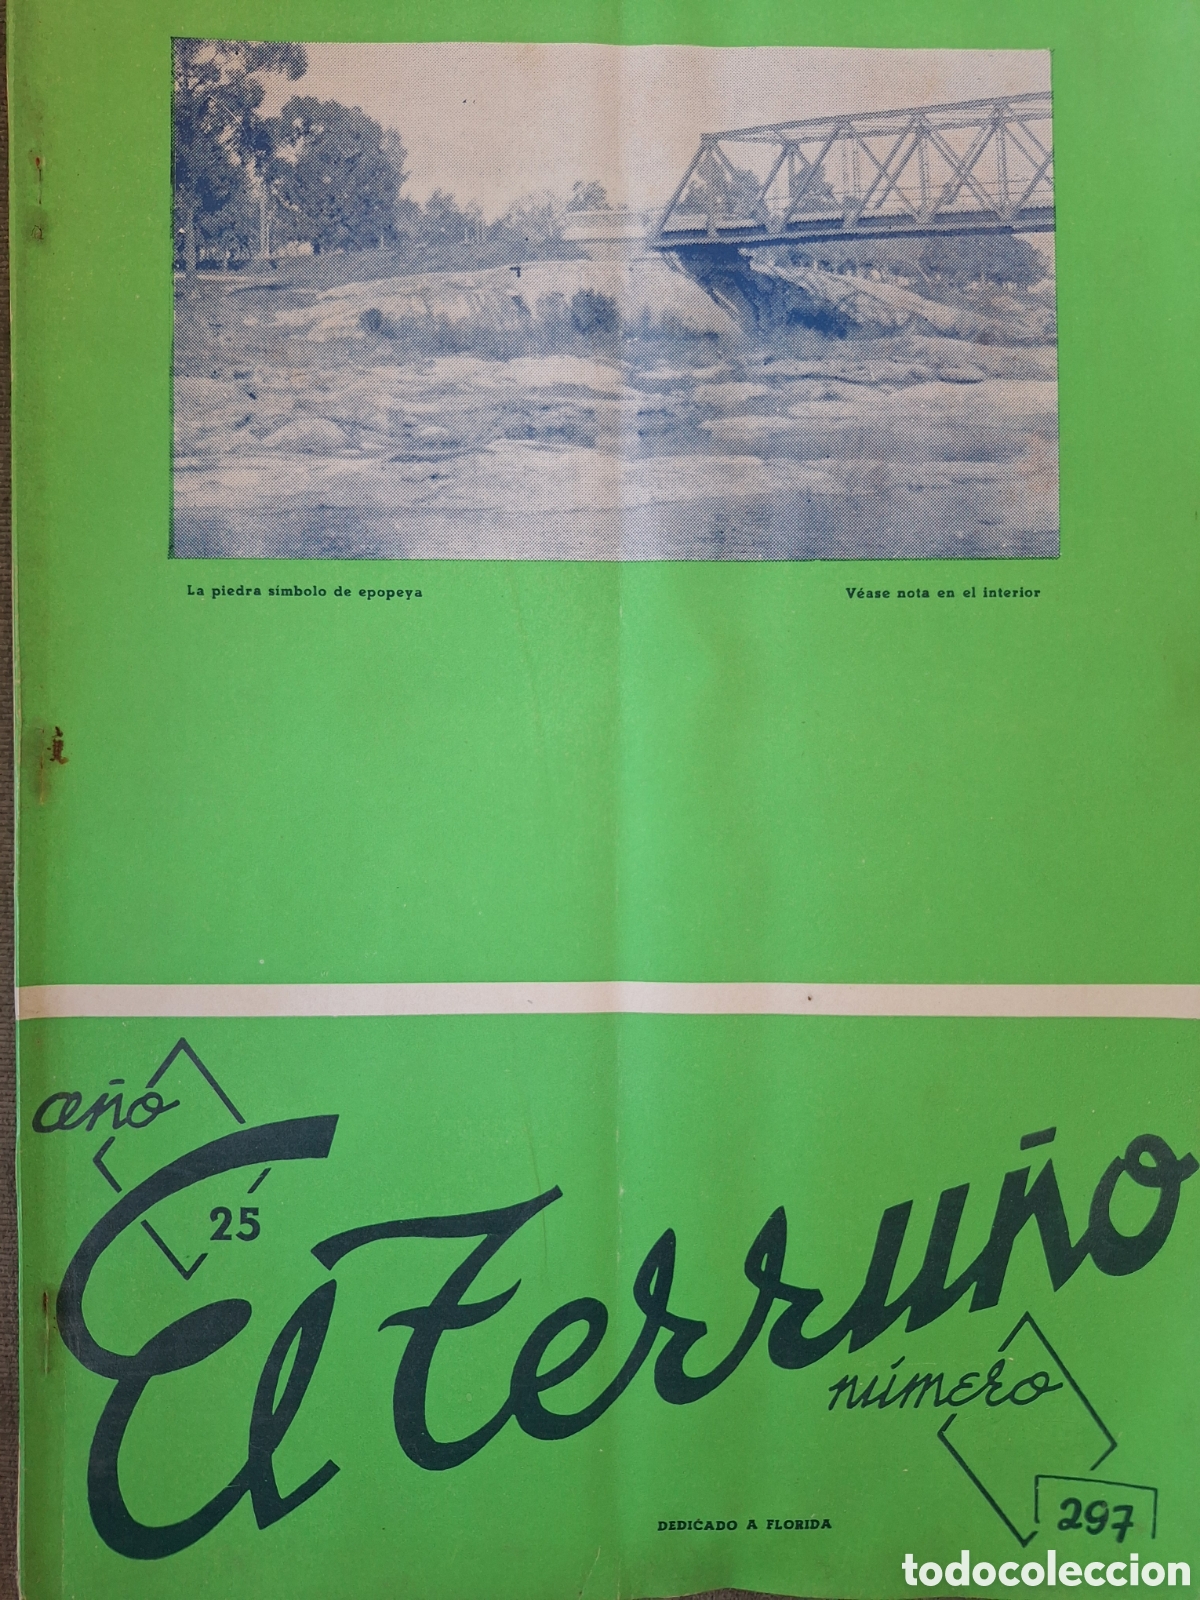 La piedra símbolo de epopeya
Véase nota en el interior
año
25
El Terruño
número
297
DEDICADO A FLORIDA
todocoleccion